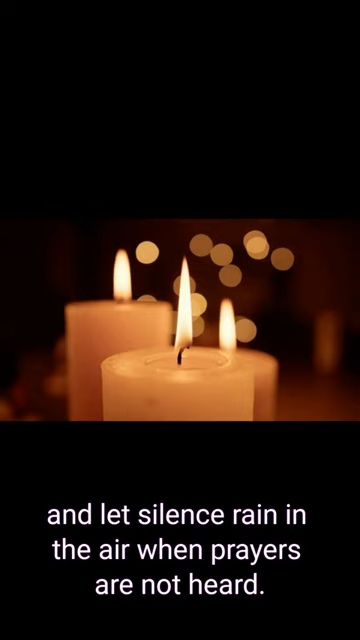 and let silence rain in
the air when prayers
are not heard.